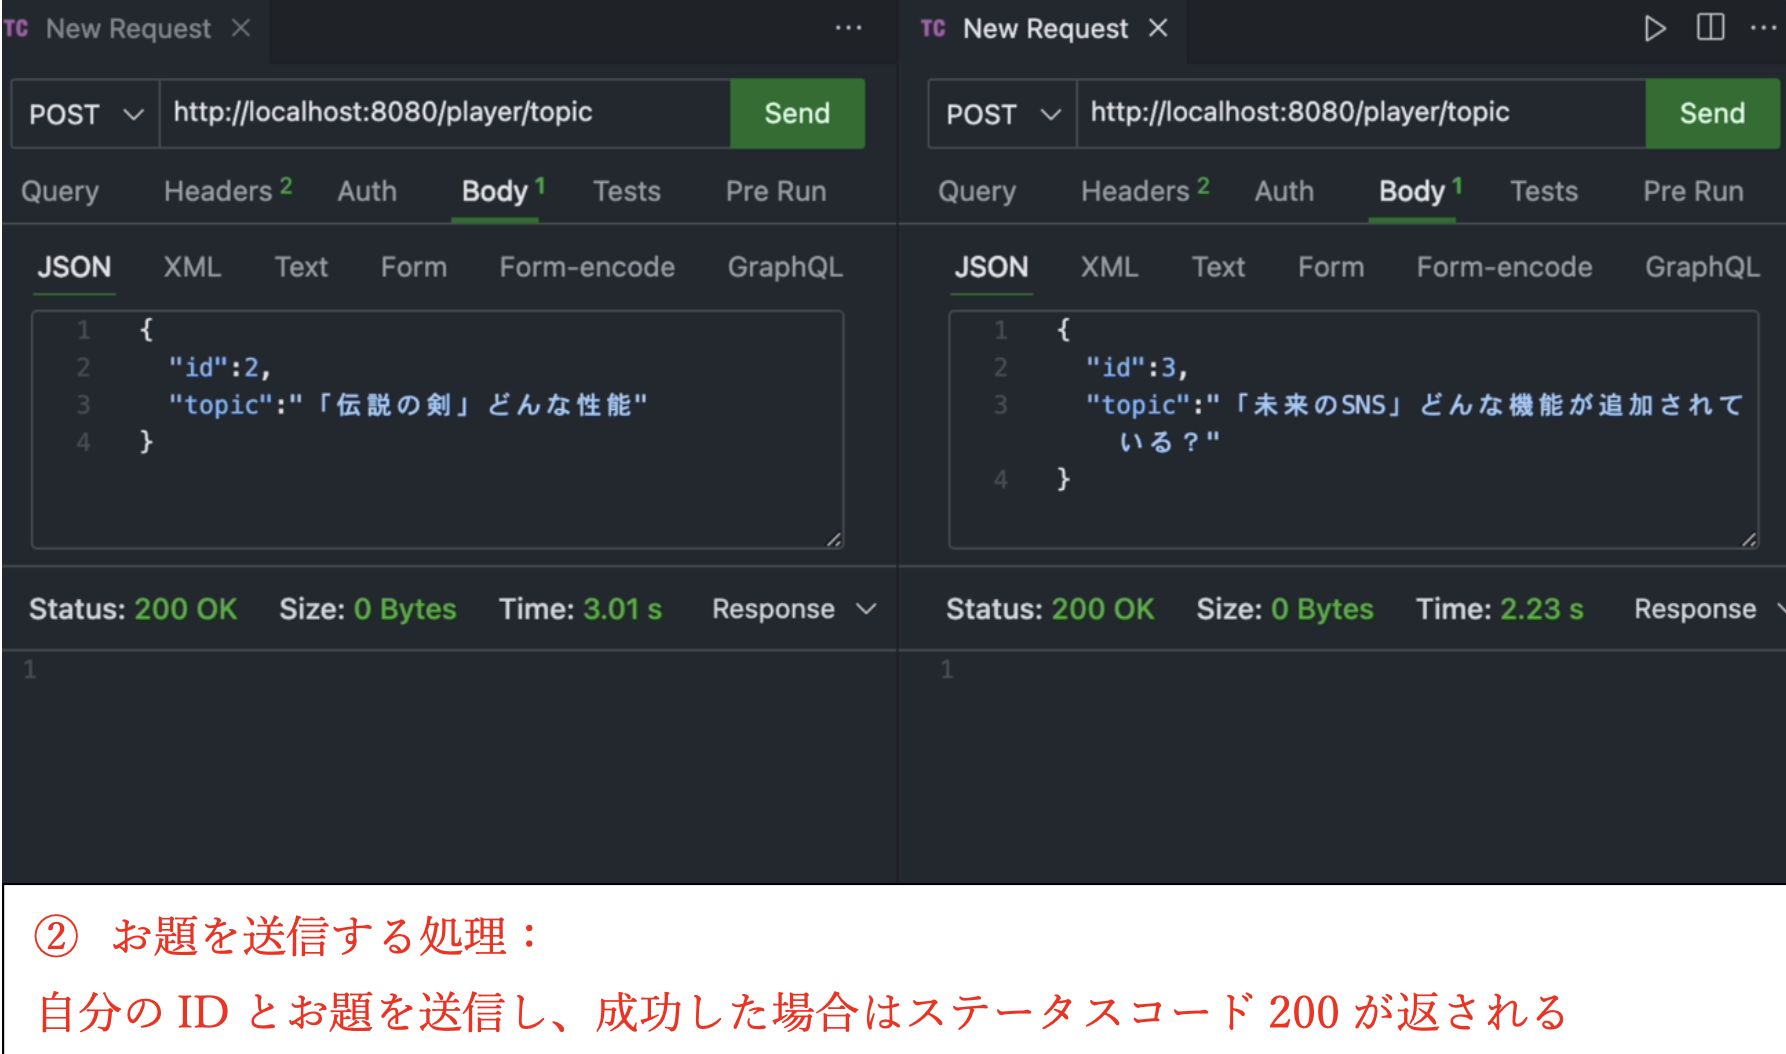 TC New Request × ···
POST http://localhost:8080/player/topic Send
Query Headers 2 Auth Body 1 Tests Pre Run
JSON XML Text Form Form-encode GraphQL
1 {
2 "id":2,
3 "topic":"「伝説の剣」どんな性能"
4 }
Status: 200 OK Size: 0 Bytes Time: 3.01 s Response
1
TC New Request × ···
POST http://localhost:8080/player/topic Send
Query Headers 2 Auth Body 1 Tests Pre Run
JSON XML Text Form Form-encode GraphQL
1 {
2 "id":3,
3 "topic":"「未来のSNS」どんな機能が追加されて
いる？"
4 }
Status: 200 OK Size: 0 Bytes Time: 2.23 s Response
1
② お題を送信する処理：
自分の ID とお題を送信し、成功した場合はステータスコード 200 が返される